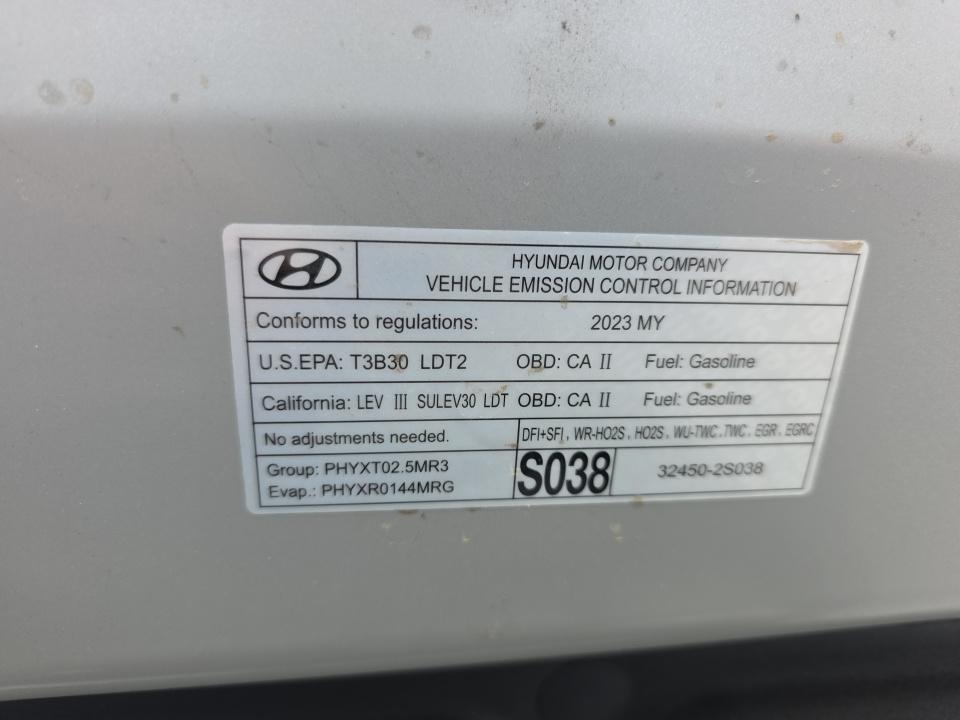 HYUNDAI MOTOR COMPANY
VEHICLE EMISSION CONTROL INFORMATION
Conforms to regulations: 2023 MY
U.S.EPA: T3B30 LDT2 OBD: CA II Fuel: Gasoline
California: LEV III SULEV30 LDT OBD: CA II Fuel: Gasoline
No adjustments needed. DFI+SFI, WR-HO2S, HO2S, WU-TWC, TWC, EGR, EGRC
Group: PHYXT02.5MR3
Evap.: PHYXR0144MRG
S038 32450-2S038